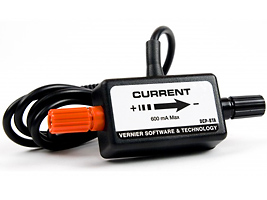 CURRENT
+ -
600 mA Max
DCP-BTA
VERNIER SOFTWARE & TECHNOLOGY